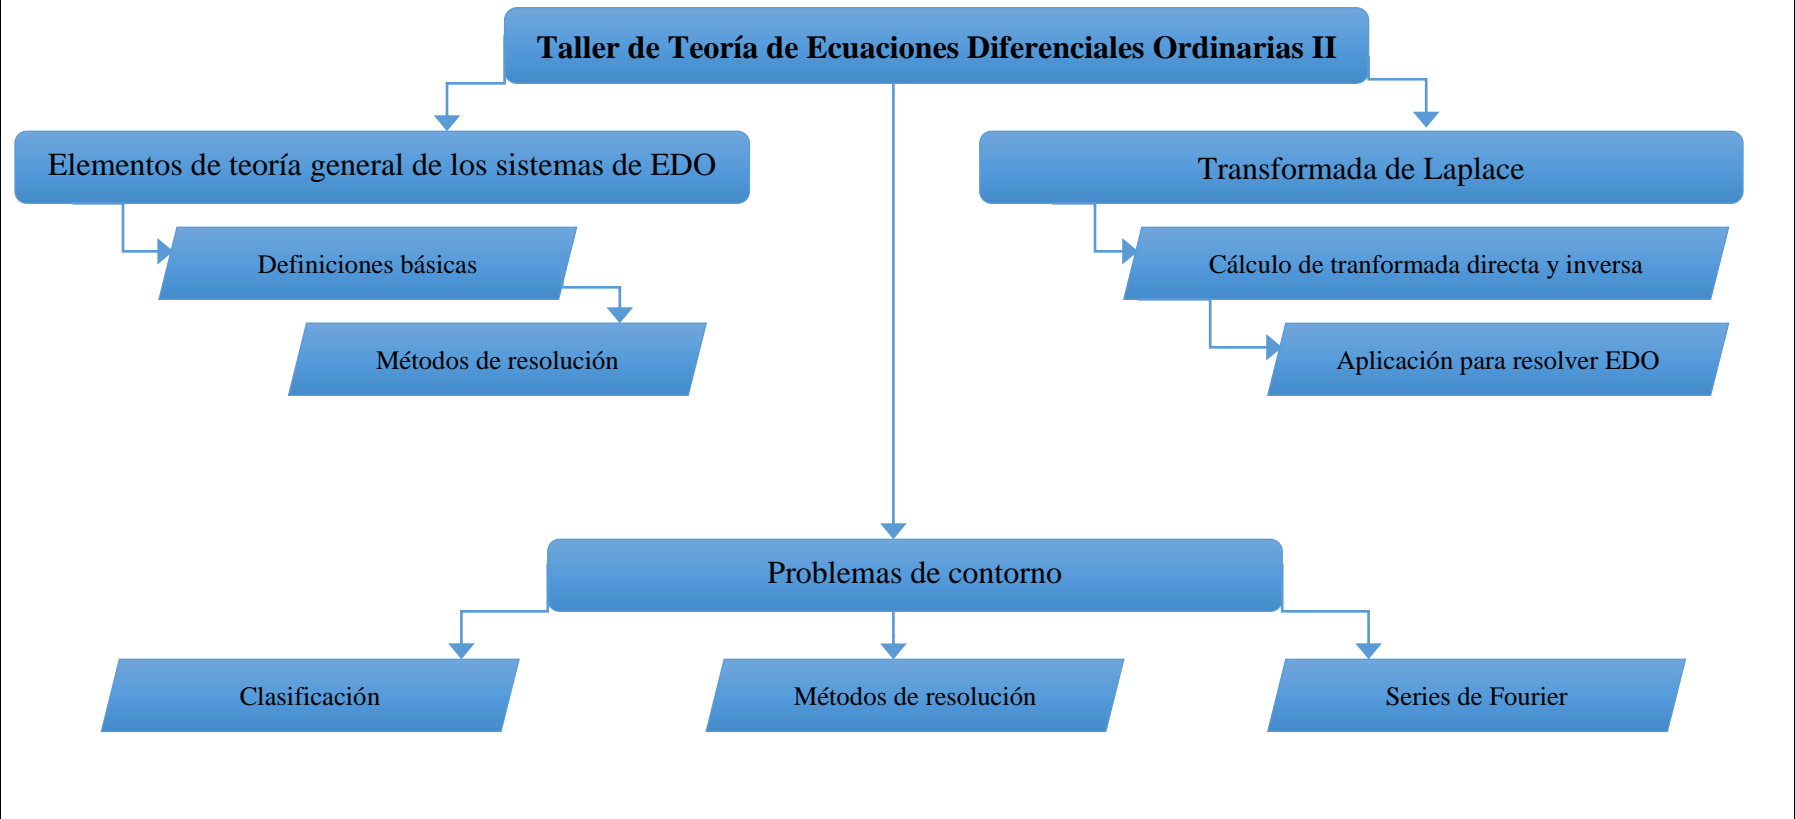 Taller de Teoría de Ecuaciones Diferenciales Ordinarias II
Elementos de teoría general de los sistemas de EDO
Definiciones básicas
Métodos de resolución
Transformada de Laplace
Cálculo de tranformada directa y inversa
Aplicación para resolver EDO
Problemas de contorno
Clasificación
Métodos de resolución
Series de Fourier